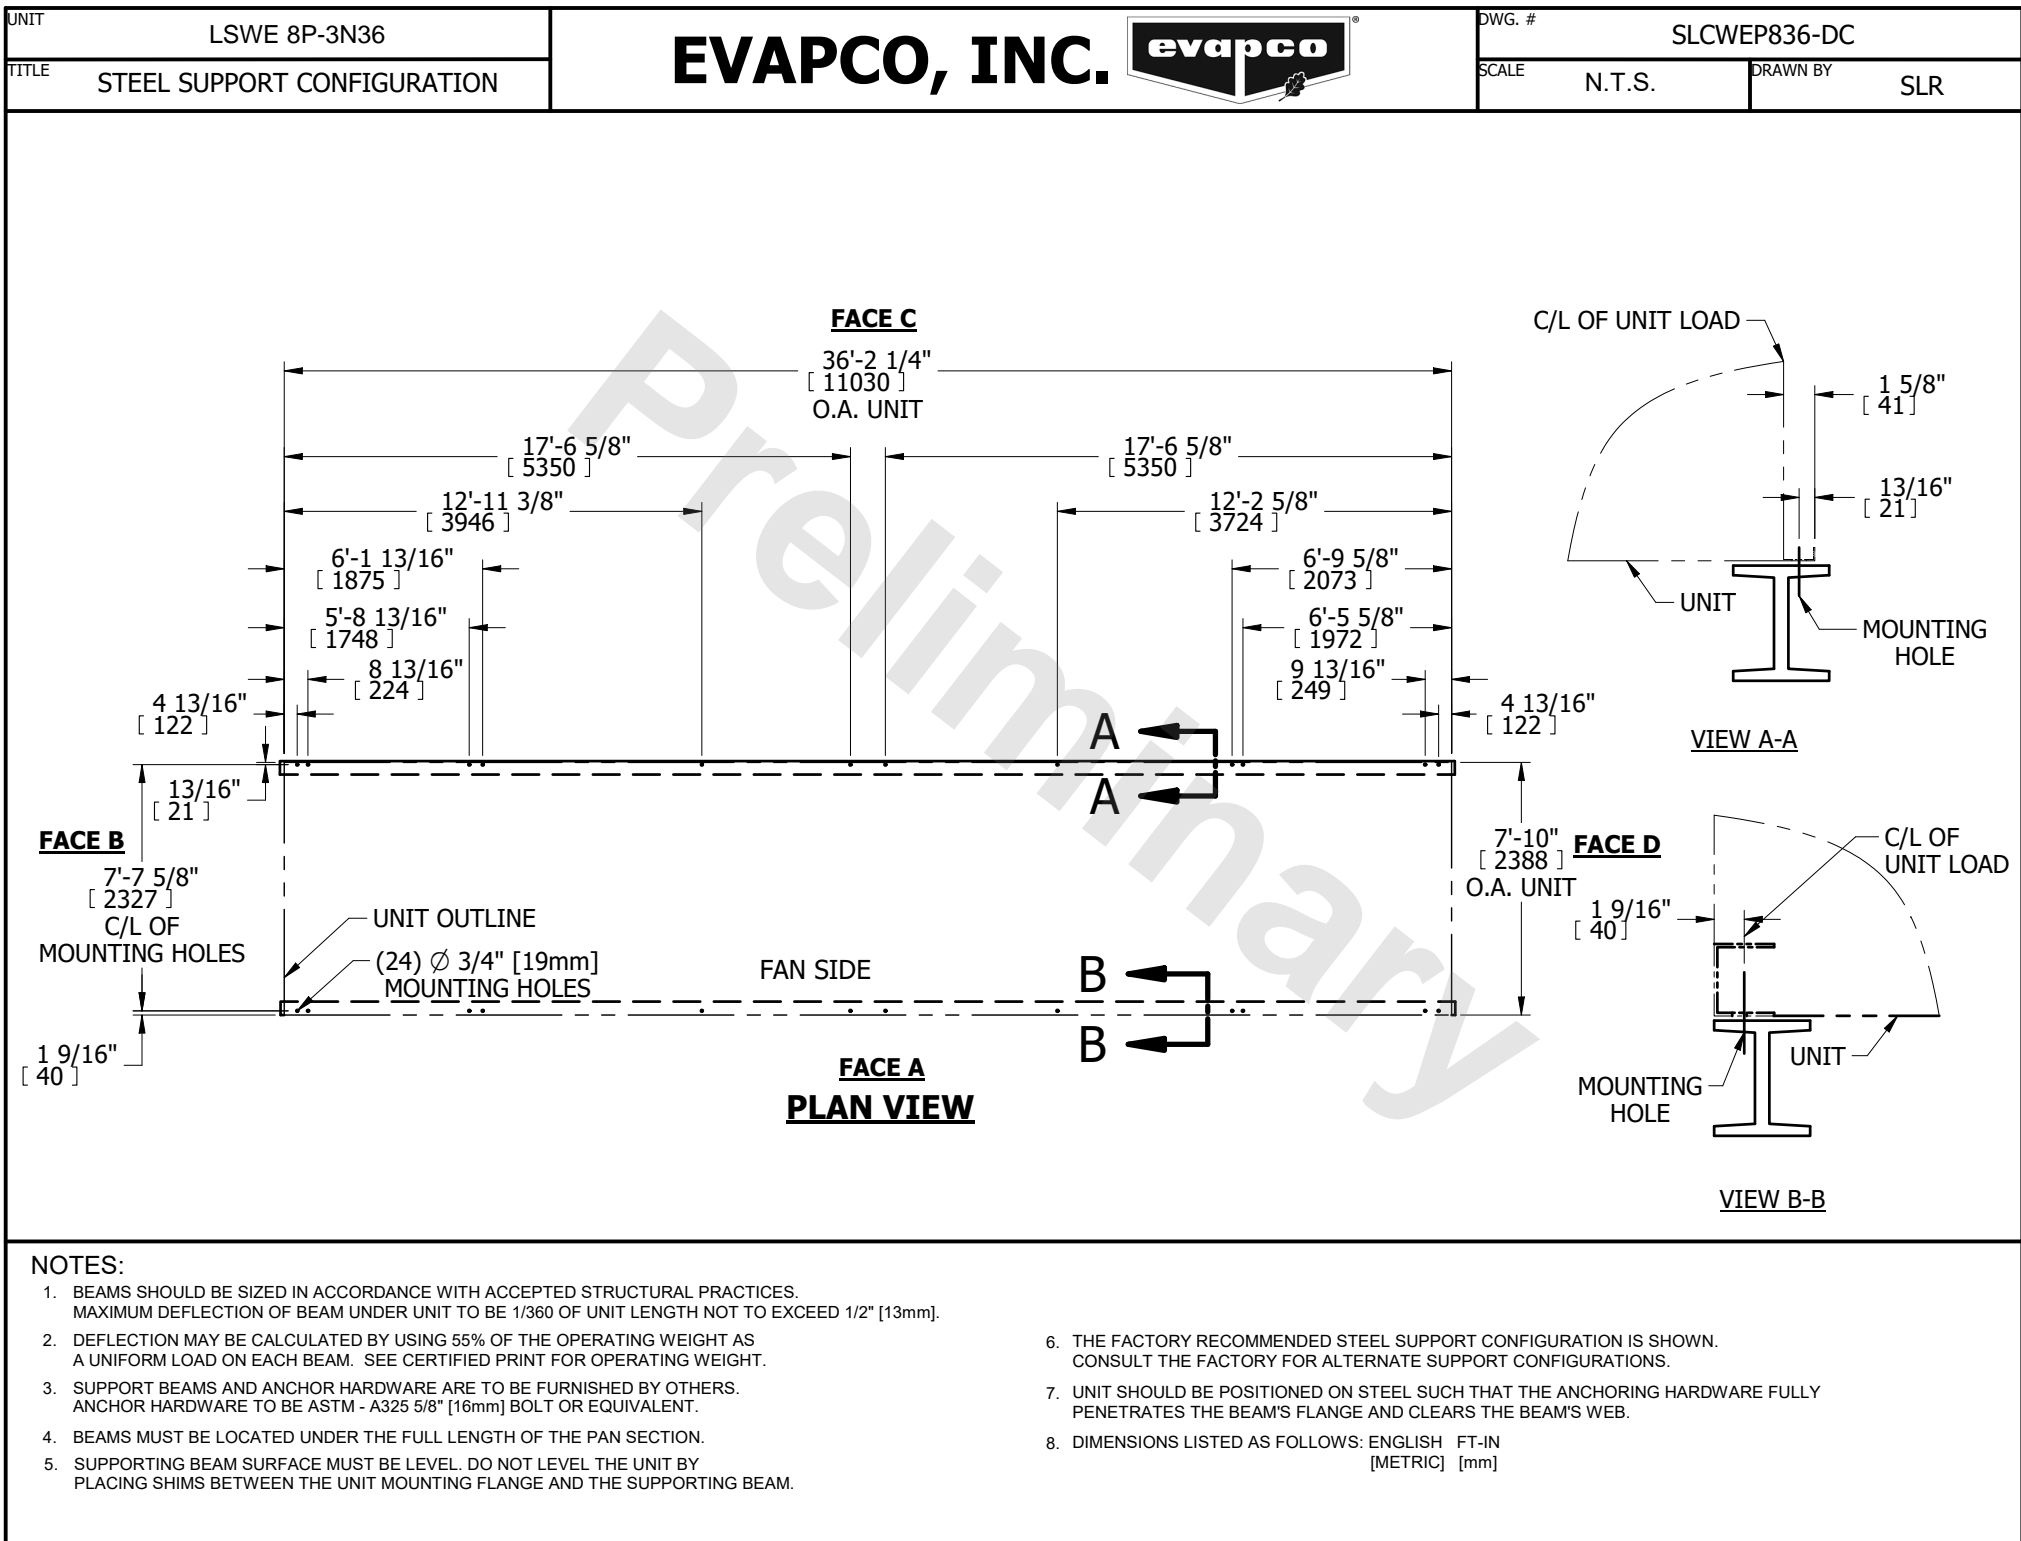 UNIT
LSWE 8P-3N36
TITLE
STEEL SUPPORT CONFIGURATION
EVAPCO, INC.
evapco
®
DWG. #
SLCWEP836-DC
SCALE
N.T.S.
DRAWN BY
SLR
Preliminary
FACE C
36'-2 1/4"
[ 11030 ]
O.A. UNIT
17'-6 5/8"
[ 5350 ]
17'-6 5/8"
[ 5350 ]
12'-11 3/8"
[ 3946 ]
12'-2 5/8"
[ 3724 ]
6'-1 13/16"
[ 1875 ]
6'-9 5/8"
[ 2073 ]
5'-8 13/16"
[ 1748 ]
6'-5 5/8"
[ 1972 ]
8 13/16"
[ 224 ]
9 13/16"
[ 249 ]
4 13/16"
[ 122 ]
4 13/16"
[ 122 ]
A
A
13/16"
[ 21 ]
FACE B
7'-7 5/8"
[ 2327 ]
C/L OF
MOUNTING HOLES
7'-10"
[ 2388 ]
O.A. UNIT
FACE D
UNIT OUTLINE
(24) Ø 3/4" [19mm]
MOUNTING HOLES
FAN SIDE
B
B
1 9/16"
[ 40 ]
FACE A
PLAN VIEW
C/L OF UNIT LOAD
1 5/8"
[ 41 ]
13/16"
[ 21 ]
UNIT
MOUNTING
HOLE
VIEW A-A
C/L OF
UNIT LOAD
1 9/16"
[ 40 ]
UNIT
MOUNTING
HOLE
VIEW B-B
NOTES:
1. BEAMS SHOULD BE SIZED IN ACCORDANCE WITH ACCEPTED STRUCTURAL PRACTICES.
MAXIMUM DEFLECTION OF BEAM UNDER UNIT TO BE 1/360 OF UNIT LENGTH NOT TO EXCEED 1/2" [13mm].
2. DEFLECTION MAY BE CALCULATED BY USING 55% OF THE OPERATING WEIGHT AS
A UNIFORM LOAD ON EACH BEAM. SEE CERTIFIED PRINT FOR OPERATING WEIGHT.
3. SUPPORT BEAMS AND ANCHOR HARDWARE ARE TO BE FURNISHED BY OTHERS.
ANCHOR HARDWARE TO BE ASTM - A325 5/8" [16mm] BOLT OR EQUIVALENT.
4. BEAMS MUST BE LOCATED UNDER THE FULL LENGTH OF THE PAN SECTION.
5. SUPPORTING BEAM SURFACE MUST BE LEVEL. DO NOT LEVEL THE UNIT BY
PLACING SHIMS BETWEEN THE UNIT MOUNTING FLANGE AND THE SUPPORTING BEAM.
6. THE FACTORY RECOMMENDED STEEL SUPPORT CONFIGURATION IS SHOWN.
CONSULT THE FACTORY FOR ALTERNATE SUPPORT CONFIGURATIONS.
7. UNIT SHOULD BE POSITIONED ON STEEL SUCH THAT THE ANCHORING HARDWARE FULLY
PENETRATES THE BEAM'S FLANGE AND CLEARS THE BEAM'S WEB.
8. DIMENSIONS LISTED AS FOLLOWS: ENGLISH FT-IN
[METRIC] [mm]